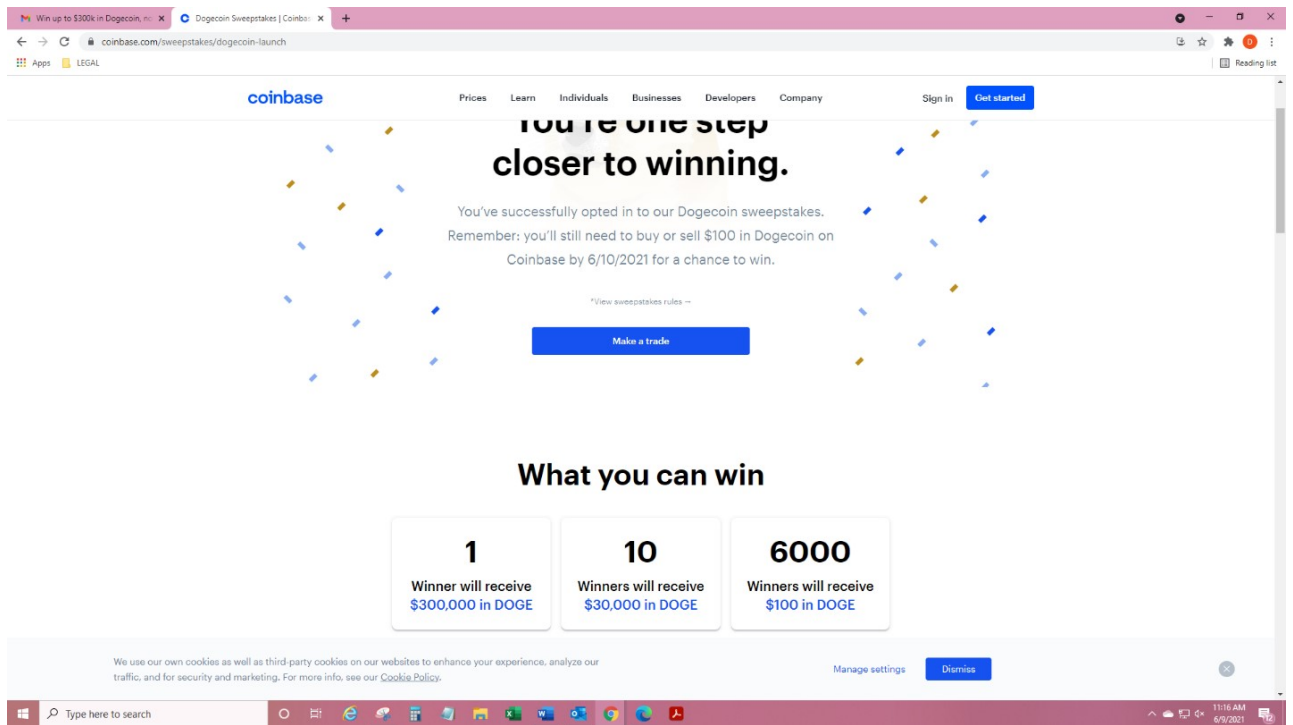 Win up to $300k in Dogecoin, no
Dogecoin Sweepstakes | Coinbas
coinbase.com/sweepstakes/dogecoin-launch
D
Apps
LEGAL
Reading list
coinbase
Prices
Learn
Individuals
Businesses
Developers
Company
Sign in
Get started
You're one step
closer to winning.
You've successfully opted in to our Dogecoin sweepstakes.
Remember: you'll still need to buy or sell $100 in Dogecoin on
Coinbase by 6/10/2021 for a chance to win.
*View sweepstakes rules →
Make a trade
What you can win
1
Winner will receive
$300,000 in DOGE
10
Winners will receive
$30,000 in DOGE
6000
Winners will receive
$100 in DOGE
We use our own cookies as well as third-party cookies on our websites to enhance your experience, analyze our
traffic, and for security and marketing. For more info, see our Cookie Policy.
Manage settings
Dismiss
Type here to search
11:16 AM
6/9/2021